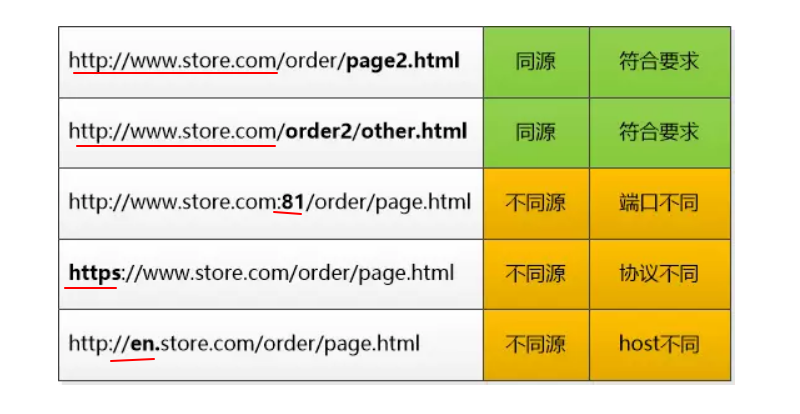 http://www.store.com/order/page2.html 同源 符合要求
http://www.store.com/order2/other.html 同源 符合要求
http://www.store.com:81/order/page.html 不同源 端口不同
https://www.store.com/order/page.html 不同源 协议不同
http://en.store.com/order/page.html 不同源 host不同